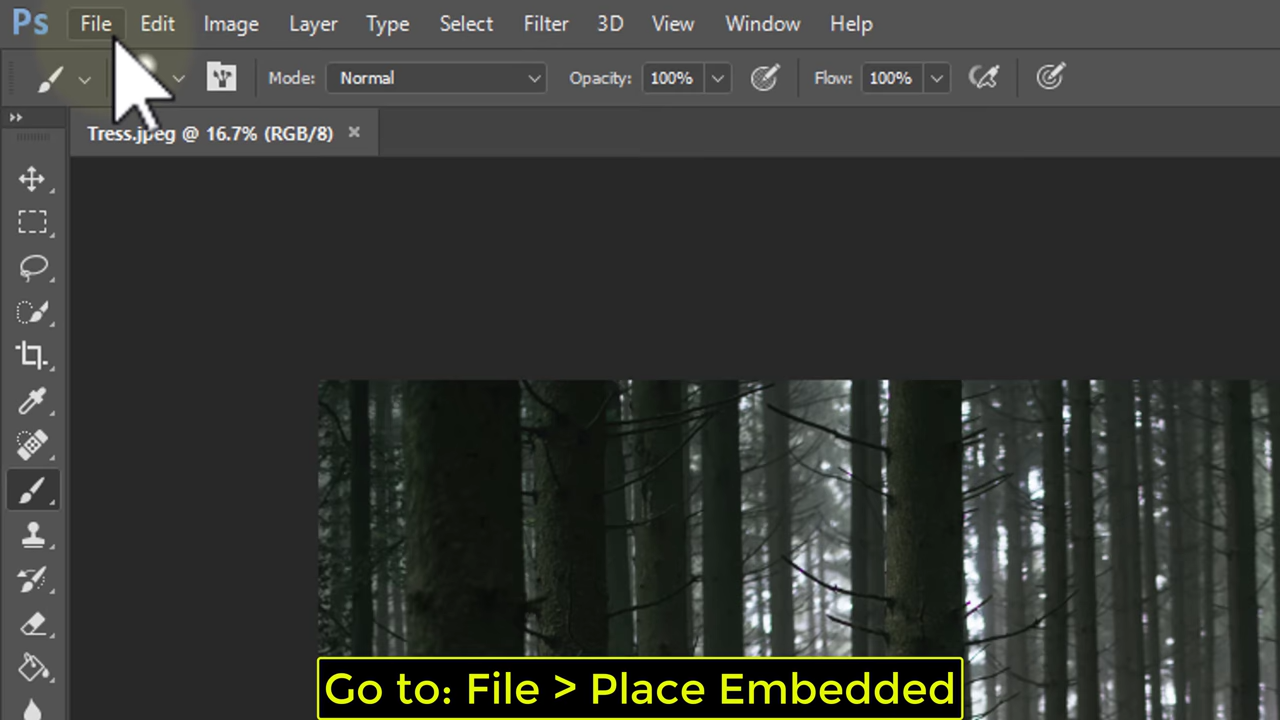 Ps File Edit Image Layer Type Select Filter 3D View Window Help
Mode: Normal Opacity: 100% Flow: 100%
Tress.jpeg @ 16.7% (RGB/8) ×
Go to: File > Place Embedded